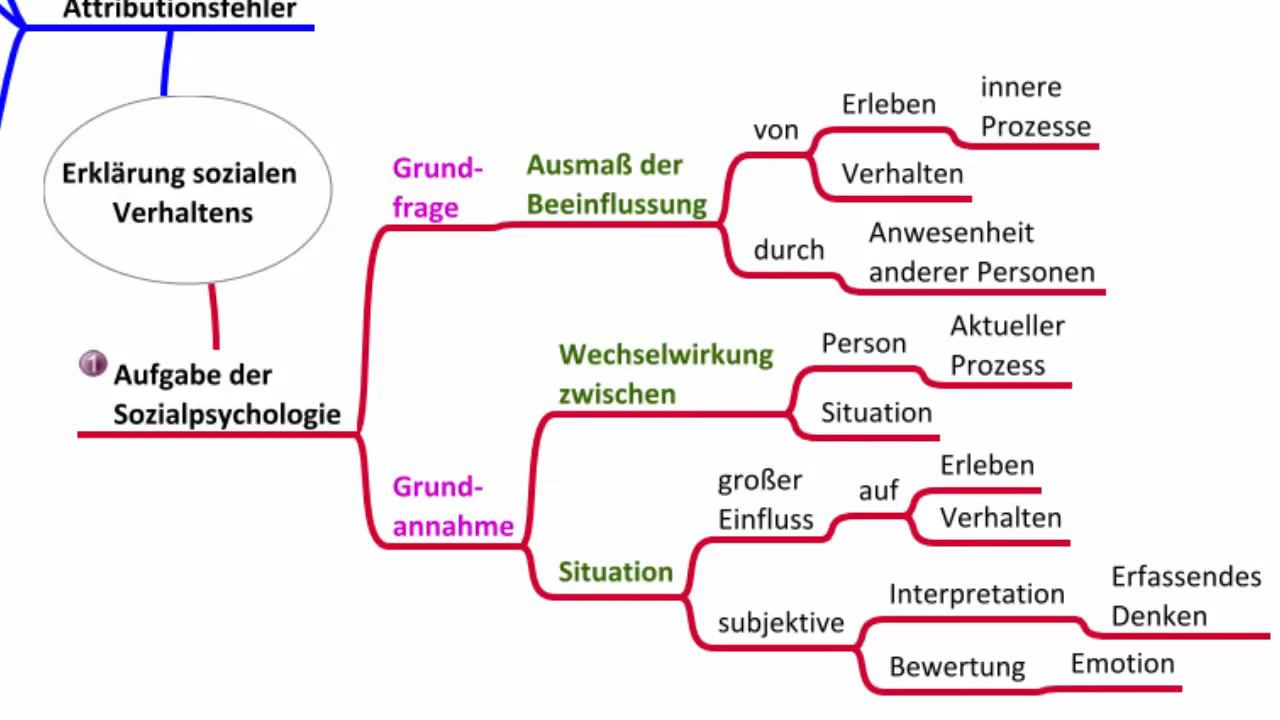 Attributionsfehler
Erklärung sozialen
Verhaltens
1
Aufgabe der
Sozialpsychologie
Grund-
frage
Ausmaß der
Beeinflussung
von
Erleben
innere
Prozesse
Verhalten
durch
Anwesenheit
anderer Personen
Grund-
annahme
Wechselwirkung
zwischen
Person
Aktueller
Prozess
Situation
Situation
großer
Einfluss
auf
Erleben
Verhalten
subjektive
Interpretation
Erfassendes
Denken
Bewertung
Emotion